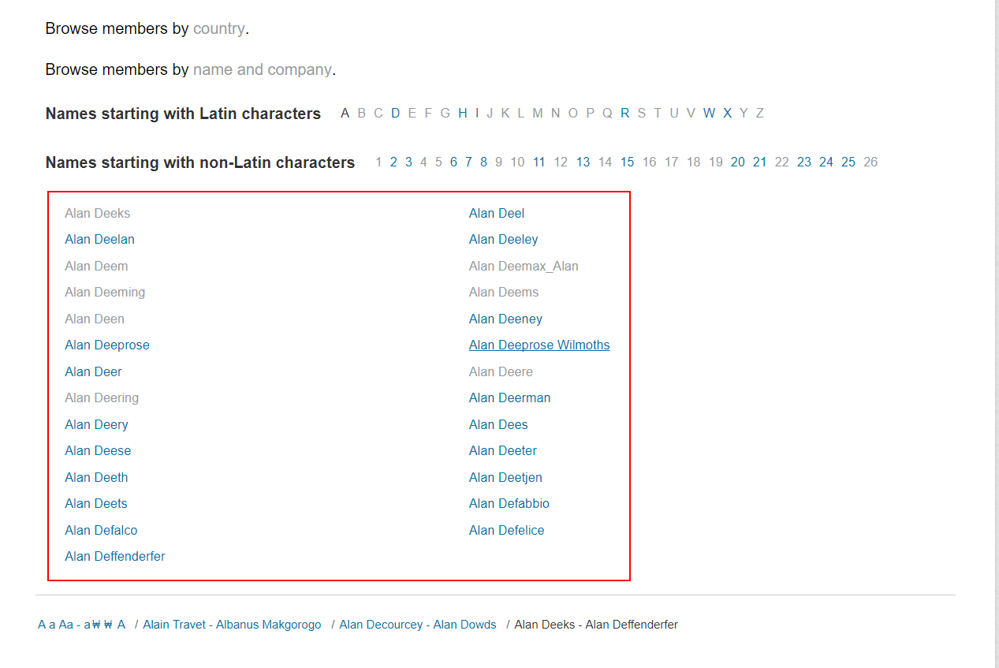 Browse members by country.
Browse members by name and company.
Names starting with Latin characters A B C D E F G H I J K L M N O P Q R S T U V W X Y Z
Names starting with non-Latin characters 1 2 3 4 5 6 7 8 9 10 11 12 13 14 15 16 17 18 19 20 21 22 23 24 25 26
Alan Deeks Alan Deel
Alan Deelan Alan Deeley
Alan Deem Alan Deemax_Alan
Alan Deeming Alan Deems
Alan Deen Alan Deeney
Alan Deeprose Alan Deeprose Wilmoths
Alan Deer Alan Deere
Alan Deering Alan Deerman
Alan Deery Alan Dees
Alan Deese Alan Deeter
Alan Deeth Alan Deetjen
Alan Deets Alan Defabbio
Alan Defalco Alan Defelice
Alan Deffenderfer
A a Aa - a₩ ₩ A / Alain Travet - Albanus Makgorogo / Alan Decourcey - Alan Dowds / Alan Deeks - Alan Deffenderfer